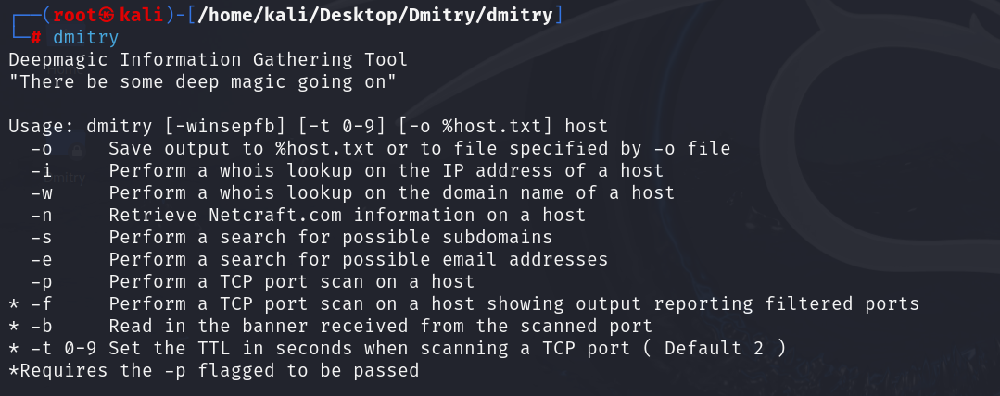 ┌──(root㉿kali)-[/home/kali/Desktop/Dmitry/dmitry]
└─# dmitry
Deepmagic Information Gathering Tool
"There be some deep magic going on"

Usage: dmitry [-winsepfb] [-t 0-9] [-o %host.txt] host
  -o     Save output to %host.txt or to file specified by -o file
  -i     Perform a whois lookup on the IP address of a host
  -w     Perform a whois lookup on the domain name of a host
  -n     Retrieve Netcraft.com information on a host
  -s     Perform a search for possible subdomains
  -e     Perform a search for possible email addresses
  -p     Perform a TCP port scan on a host
* -f     Perform a TCP port scan on a host showing output reporting filtered ports
* -b     Read in the banner received from the scanned port
* -t 0-9 Set the TTL in seconds when scanning a TCP port ( Default 2 )
*Requires the -p flagged to be passed